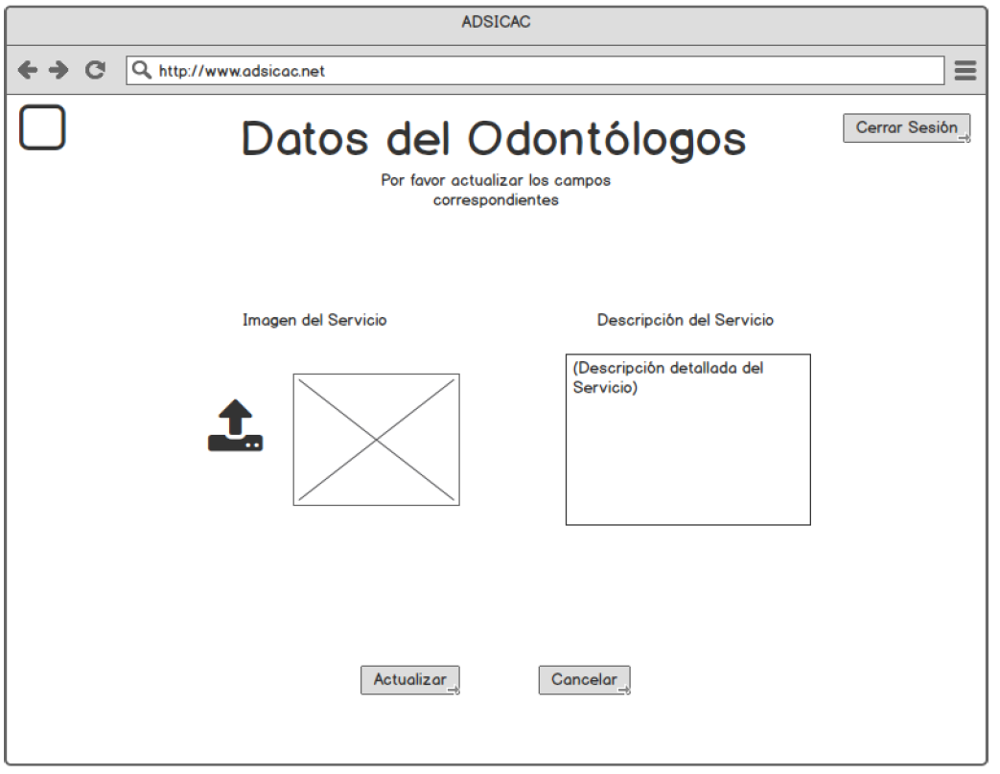 ADSICAC
http://www.adsicac.net
Datos del Odontólogos
Cerrar Sesión
Por favor actualizar los campos
correspondientes
Imagen del Servicio
Descripción del Servicio
(Descripción detallada del
Servicio)
Actualizar
Cancelar